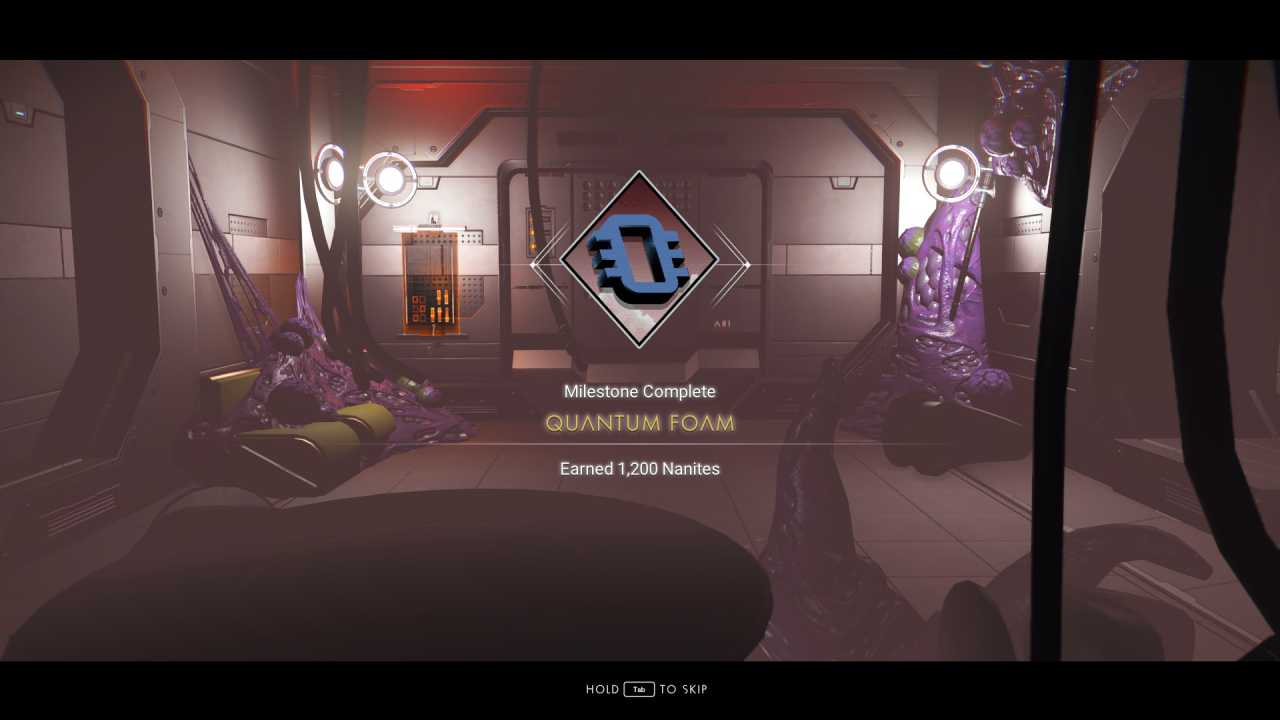 Milestone Complete
QUANTUM FOAM
Earned 1,200 Nanites
HOLD Tab TO SKIP